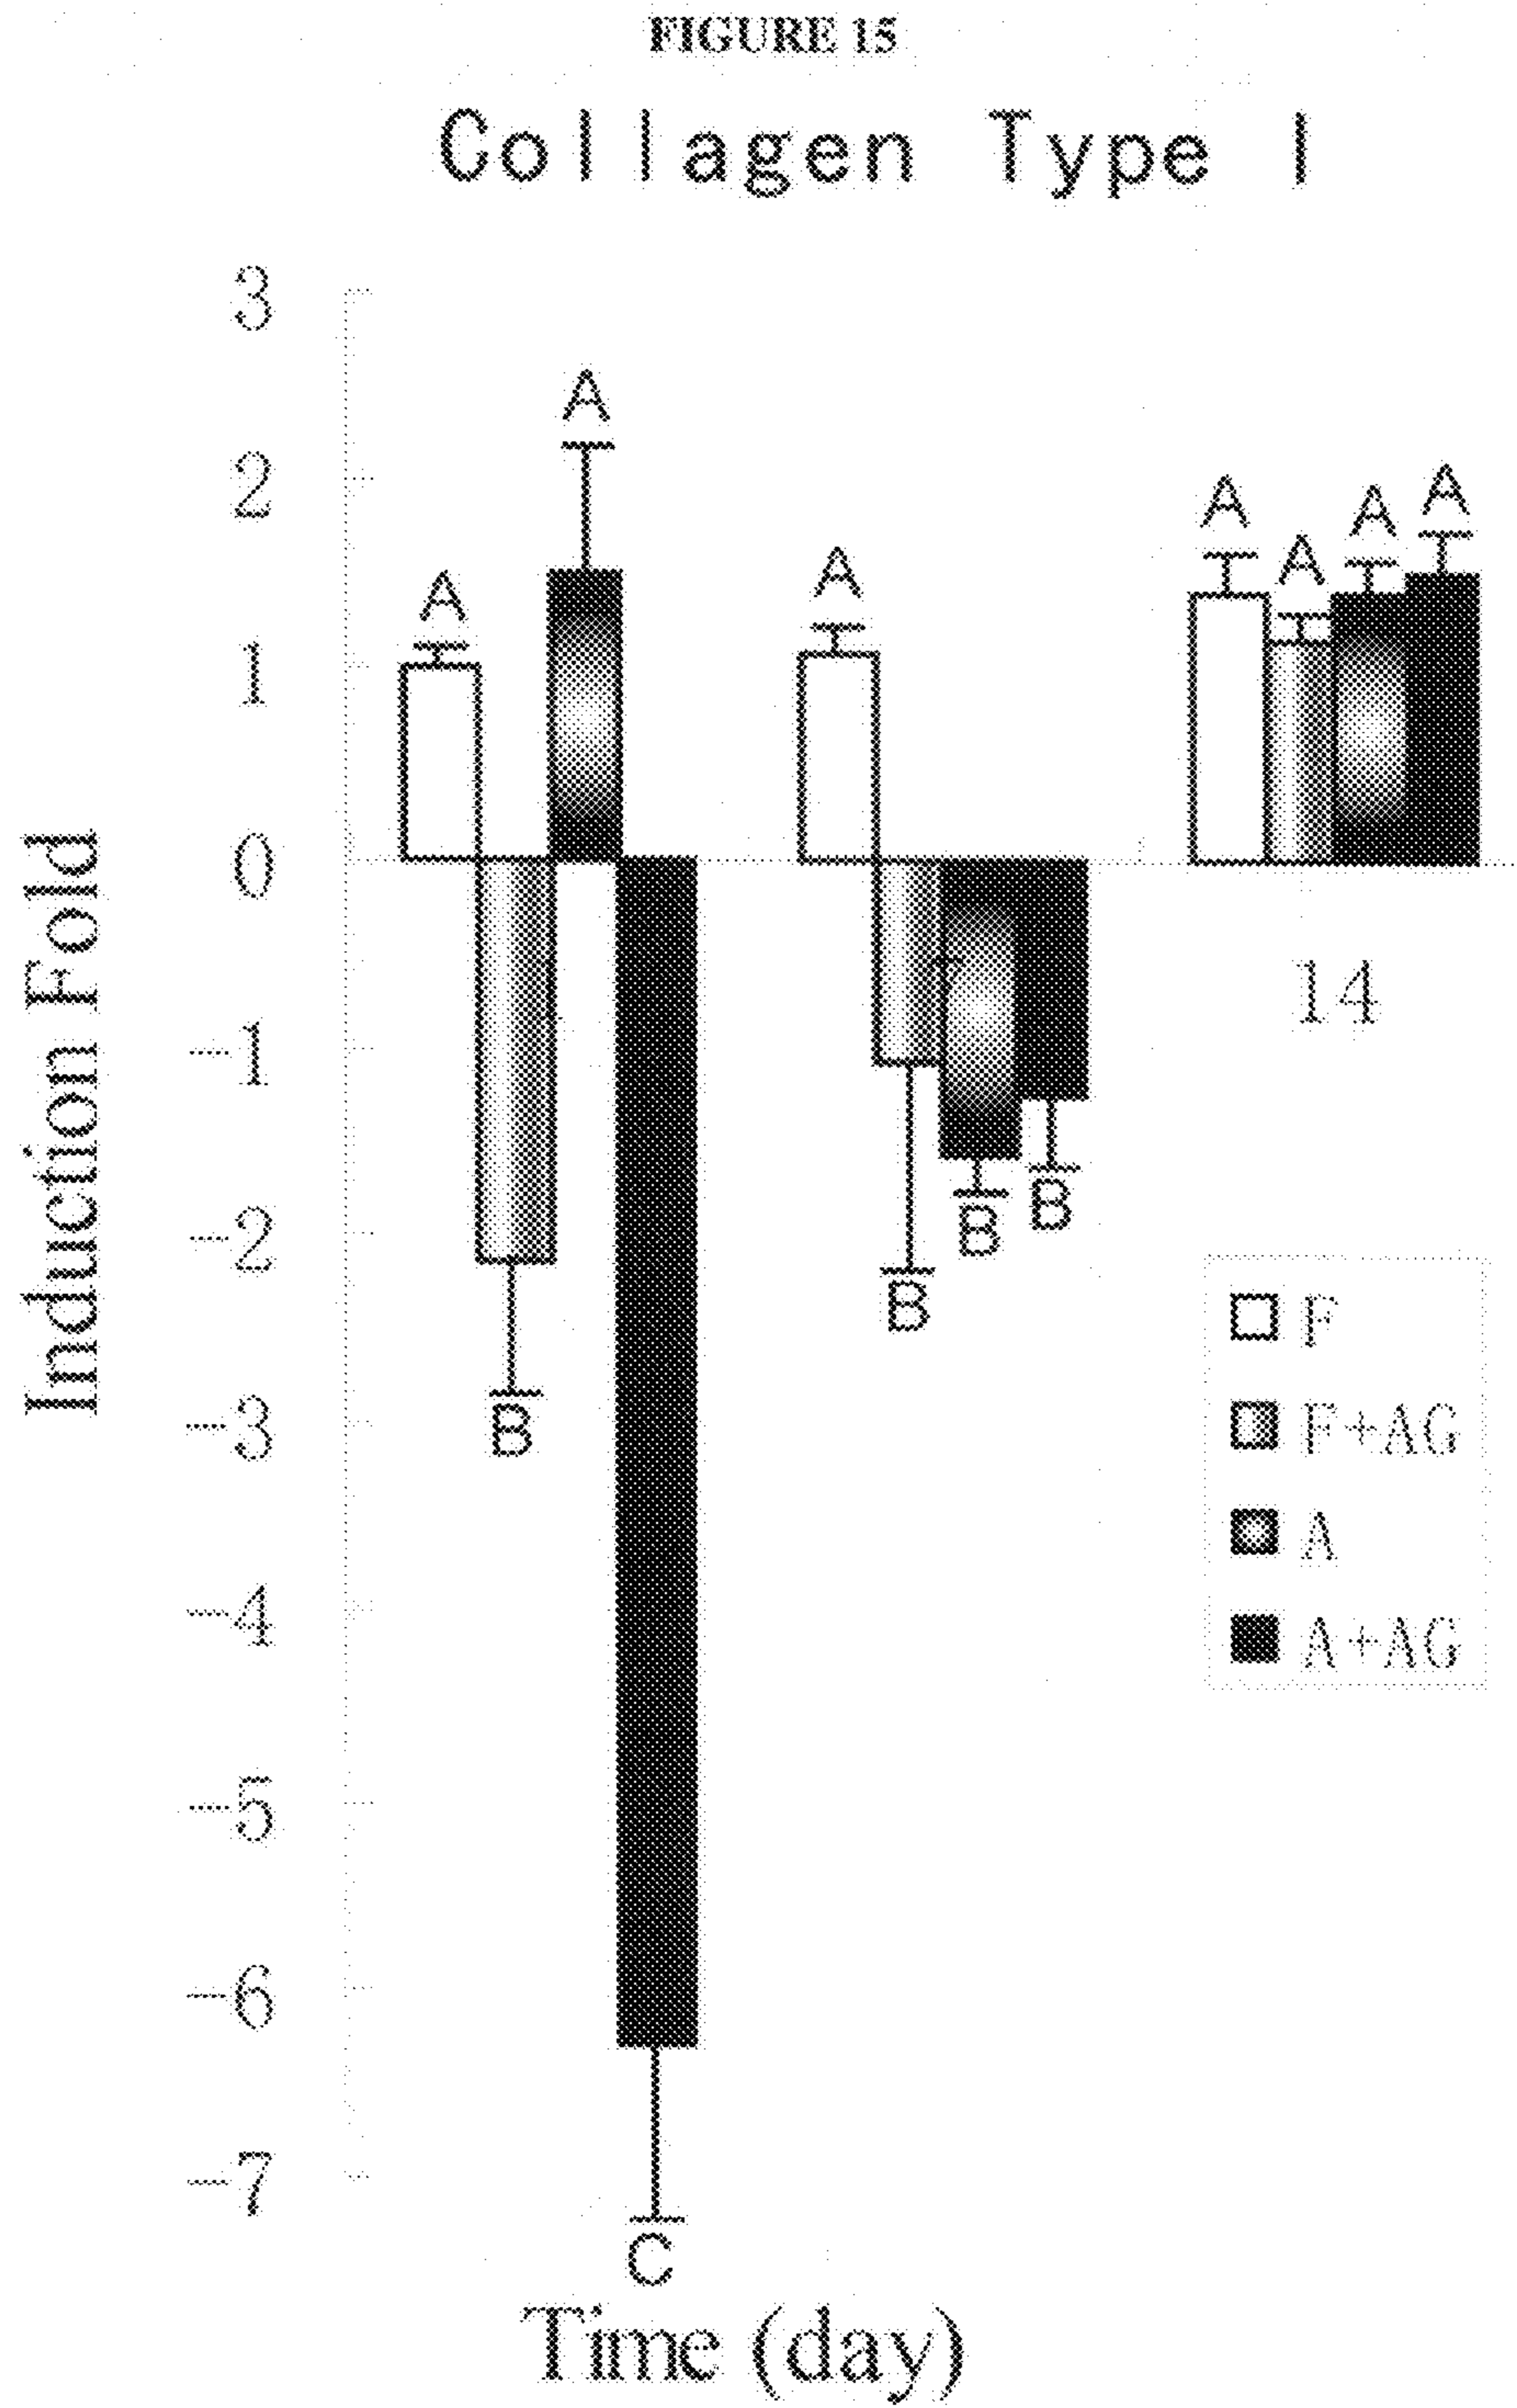 FIGURE 15
Collagen Type I
3
2
1
0
-1
-2
-3
-4
-5
-6
-7
Induction Fold
A
B
A
C
A
B
B
B
A
A
A
A
14
F
F+AG
A
A+AG
Time (day)